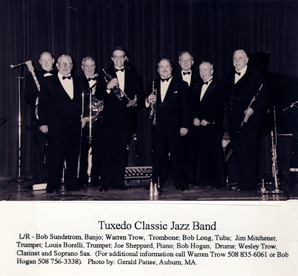 Tuxedo Classic Jazz Band
L/R - Bob Sundstrom, Banjo; Warren Trow, Trombone; Bob Long, Tuba; Jim Mitchener,
Trumpet; Louis Borelli, Trumpet; Joe Sheppard, Piano; Bob Hogan, Drums; Wesley Trow,
Clarinet and Soprano Sax. (For additional information call Warren Trow 508 835-6061 or Bob
Hogan 508 756-3338). Photo by: Gerald Pattee, Auburn, MA.